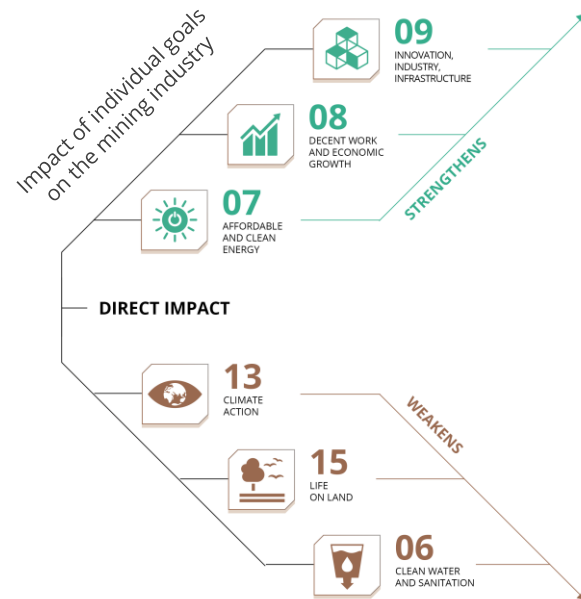 Impact of individual goals
on the mining industry
09
INNOVATION,
INDUSTRY,
INFRASTRUCTURE
08
DECENT WORK
AND ECONOMIC
GROWTH
STRENGTHENS
07
AFFORDABLE
AND CLEAN
ENERGY
DIRECT IMPACT
13
CLIMATE
ACTION
WEAKENS
15
LIFE
ON LAND
06
CLEAN WATER
AND SANITATION